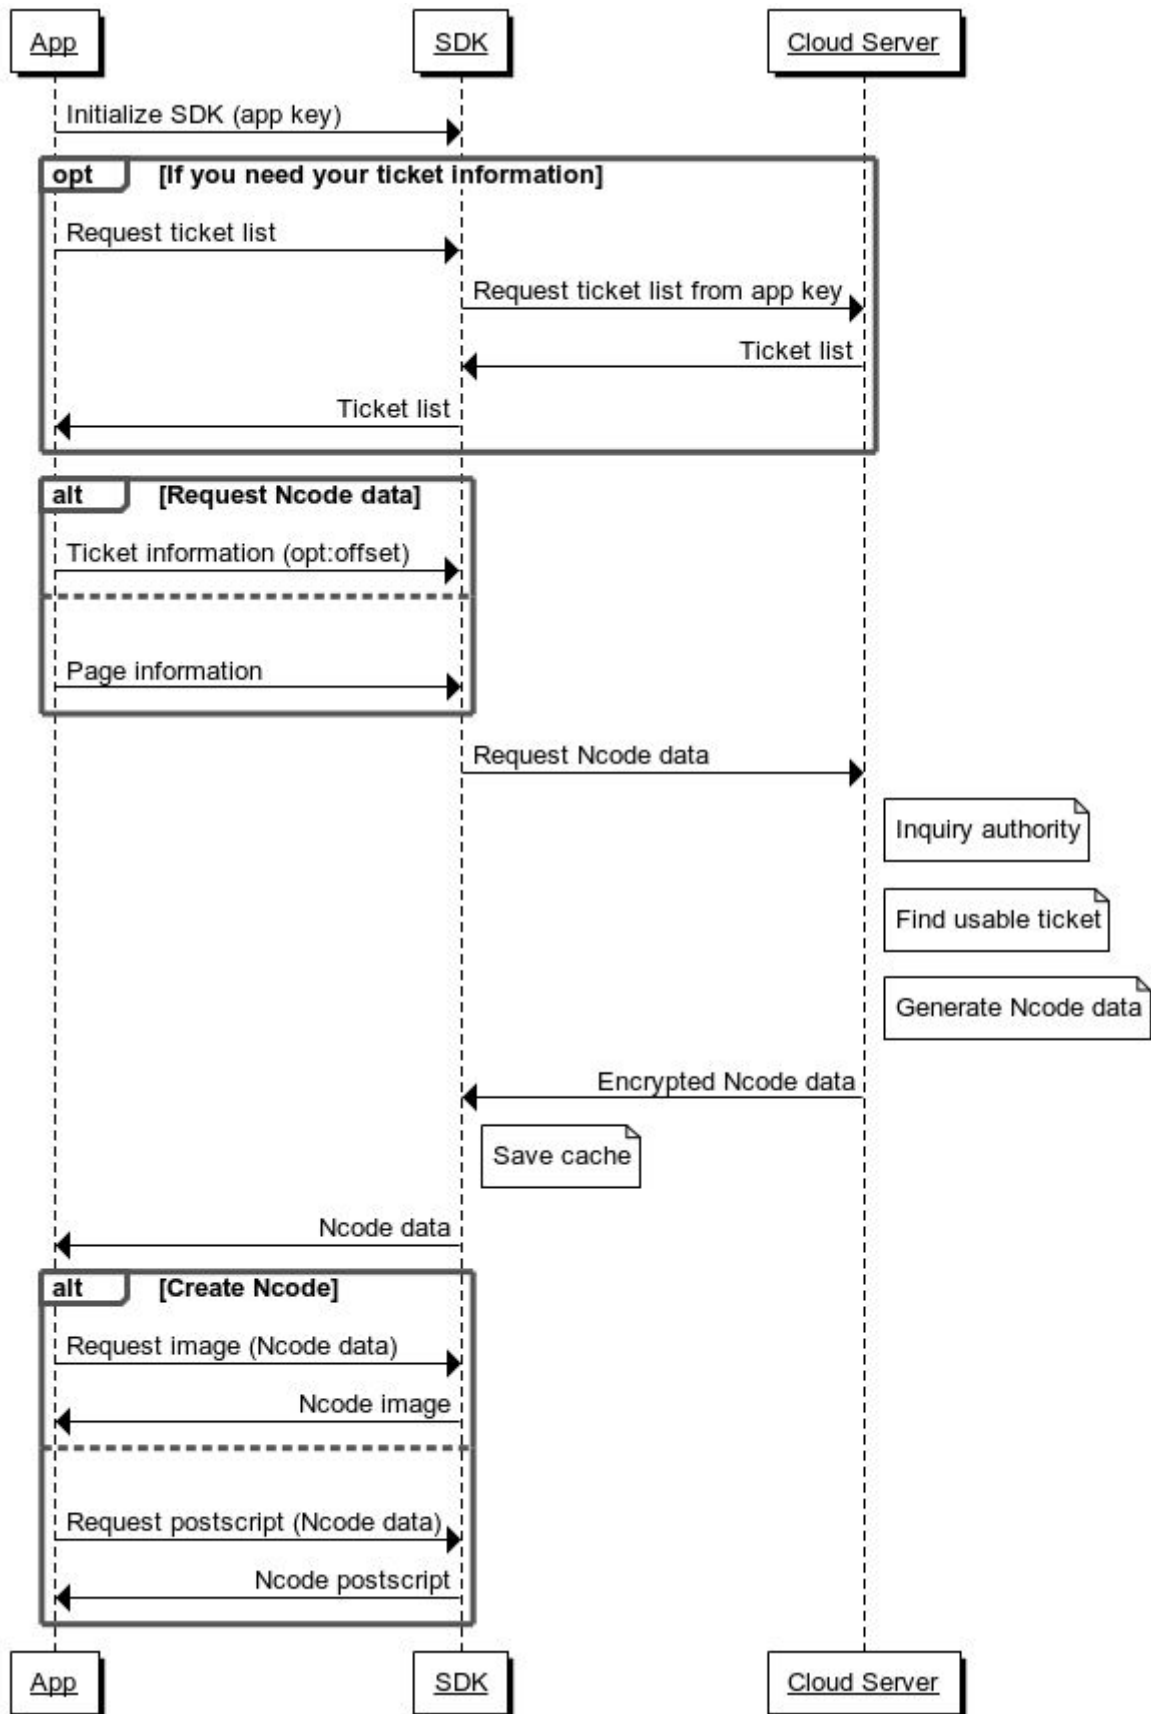 App
SDK
Cloud Server
Initialize SDK (app key)
opt
[If you need your ticket information]
Request ticket list
Request ticket list from app key
Ticket list
Ticket list
alt
[Request Ncode data]
Ticket information (opt:offset)
Page information
Request Ncode data
Inquiry authority
Find usable ticket
Generate Ncode data
Encrypted Ncode data
Save cache
Ncode data
alt
[Create Ncode]
Request image (Ncode data)
Ncode image
Request postscript (Ncode data)
Ncode postscript
App
SDK
Cloud Server